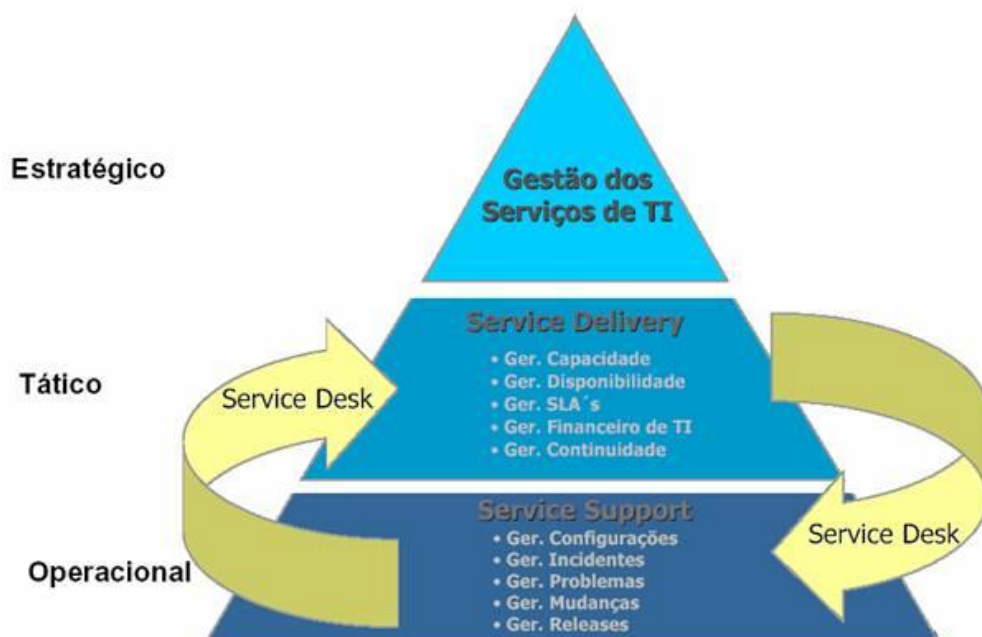 Estratégico
Gestão dos
Serviços de TI
Tático
Service Delivery
• Ger. Capacidade
• Ger. Disponibilidade
• Ger. SLA´s
• Ger. Financeiro de TI
• Ger. Continuidade
Service Desk
Operacional
Service Support
• Ger. Configurações
• Ger. Incidentes
• Ger. Problemas
• Ger. Mudanças
• Ger. Releases
Service Desk